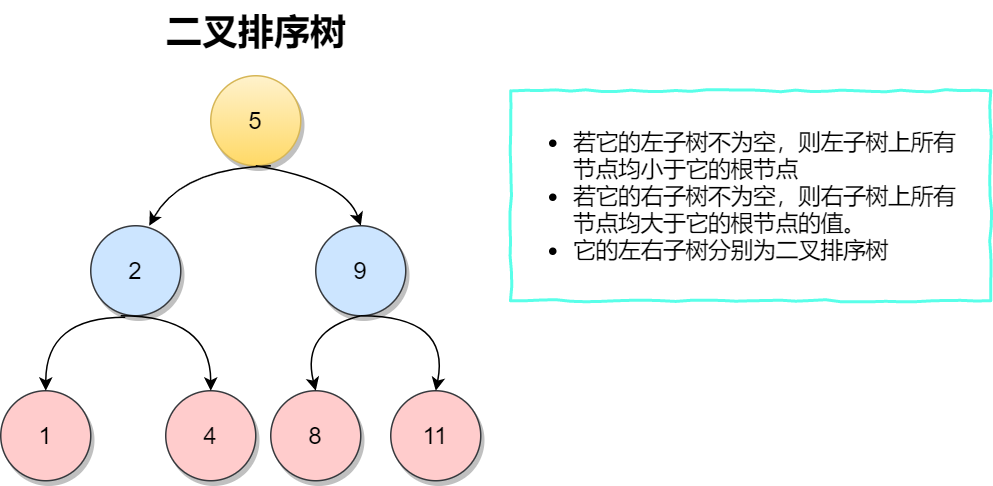 二叉排序树
5
2
9
1
4
8
11
若它的左子树不为空，则左子树上所有
节点均小于它的根节点
若它的右子树不为空，则右子树上所有
节点均大于它的根节点的值。
它的左右子树分别为二叉排序树